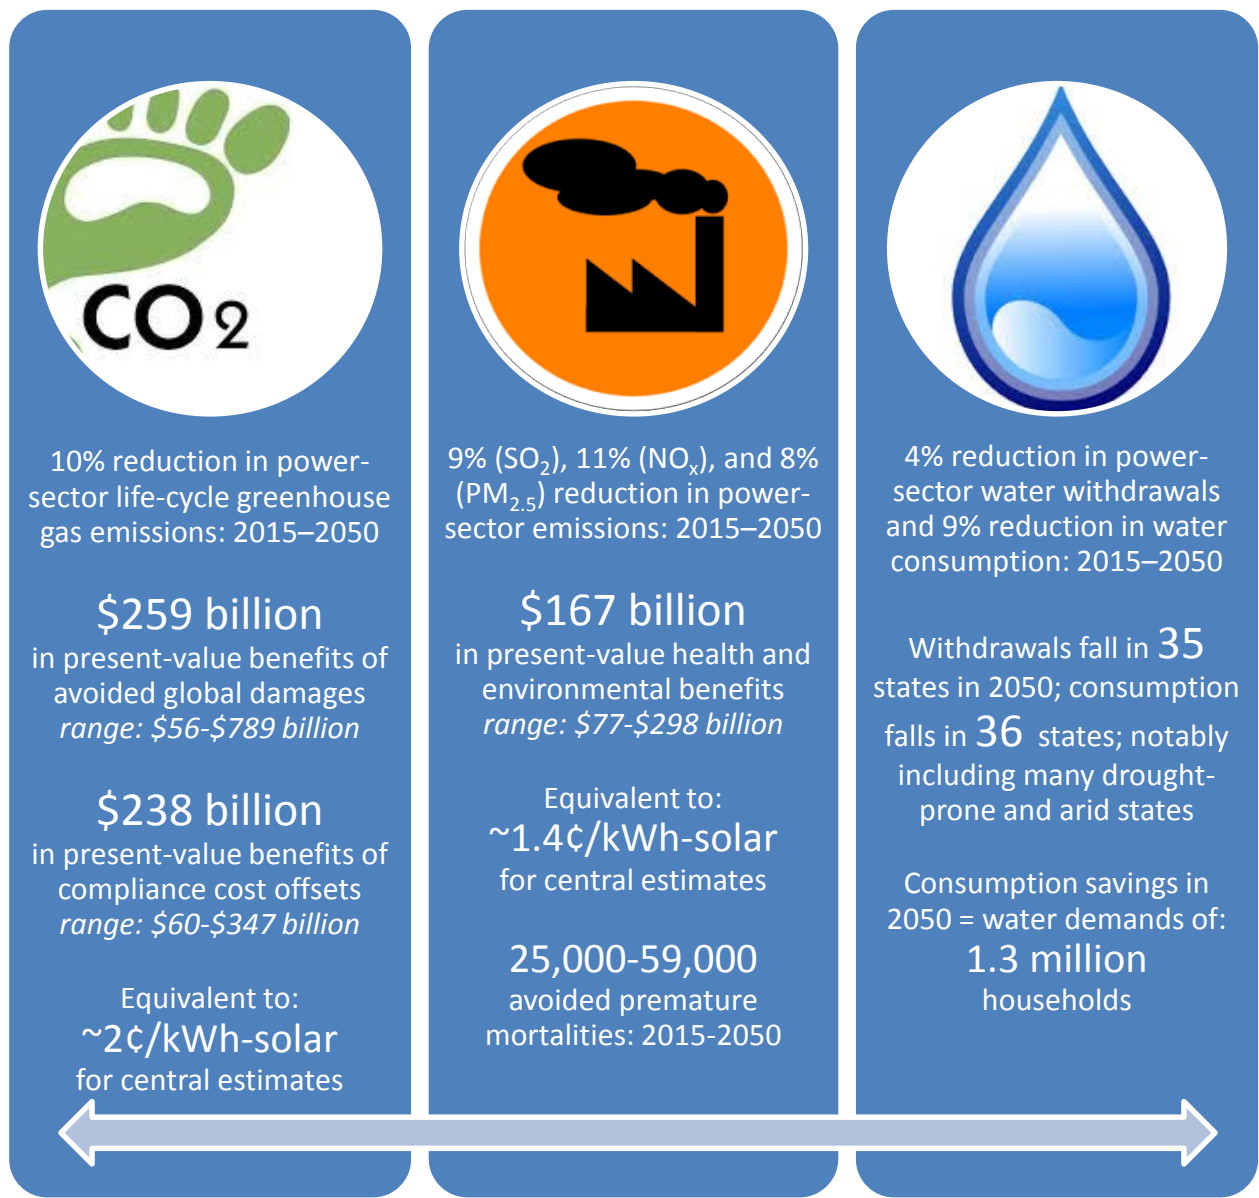 CO2
10% reduction in power-
sector life-cycle greenhouse
gas emissions: 2015–2050
$259 billion
in present-value benefits of
avoided global damages
range: $56-$789 billion
$238 billion
in present-value benefits of
compliance cost offsets
range: $60-$347 billion
Equivalent to:
~2¢/kWh-solar
for central estimates
9% (SO₂), 11% (NOₓ), and 8%
(PM₂.₅) reduction in power-
sector emissions: 2015–2050
$167 billion
in present-value health and
environmental benefits
range: $77-$298 billion
Equivalent to:
~1.4¢/kWh-solar
for central estimates
25,000-59,000
avoided premature
mortalities: 2015-2050
4% reduction in power-
sector water withdrawals
and 9% reduction in water
consumption: 2015–2050
Withdrawals fall in 35
states in 2050; consumption
falls in 36 states; notably
including many drought-
prone and arid states
Consumption savings in
2050 = water demands of:
1.3 million
households